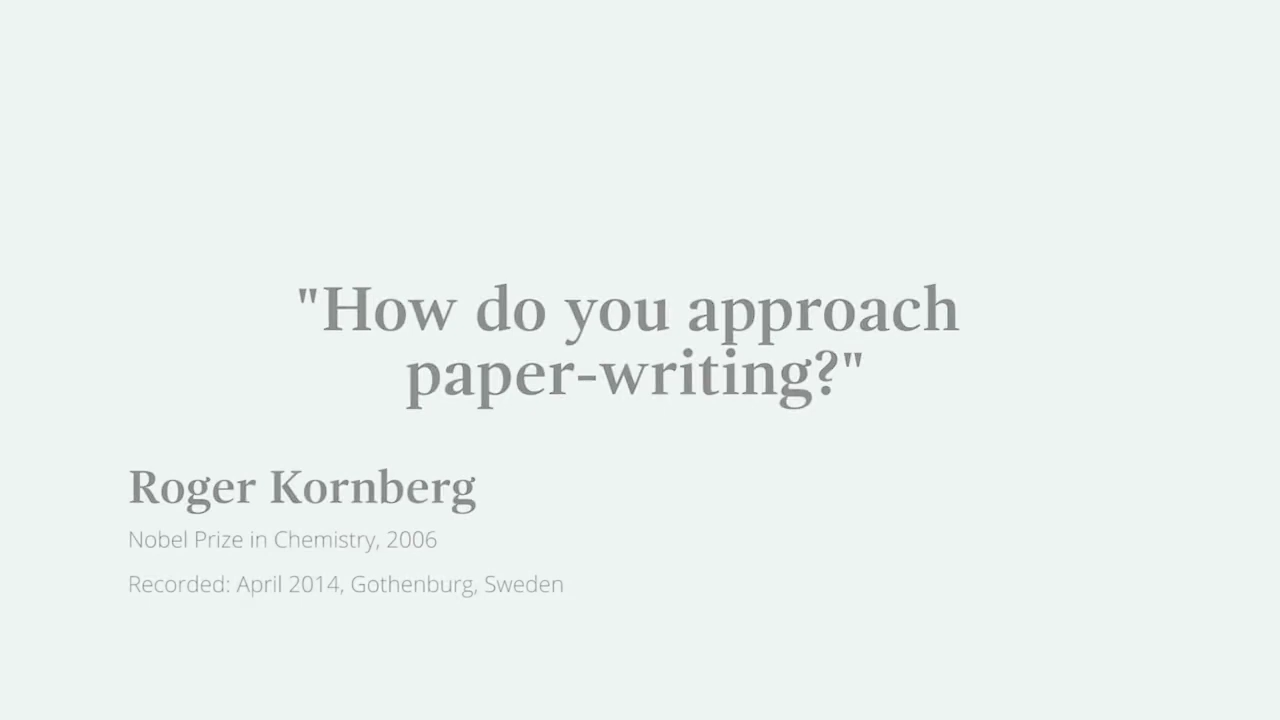 "How do you approach
paper-writing?"
Roger Kornberg
Nobel Prize in Chemistry, 2006
Recorded: April 2014, Gothenburg, Sweden